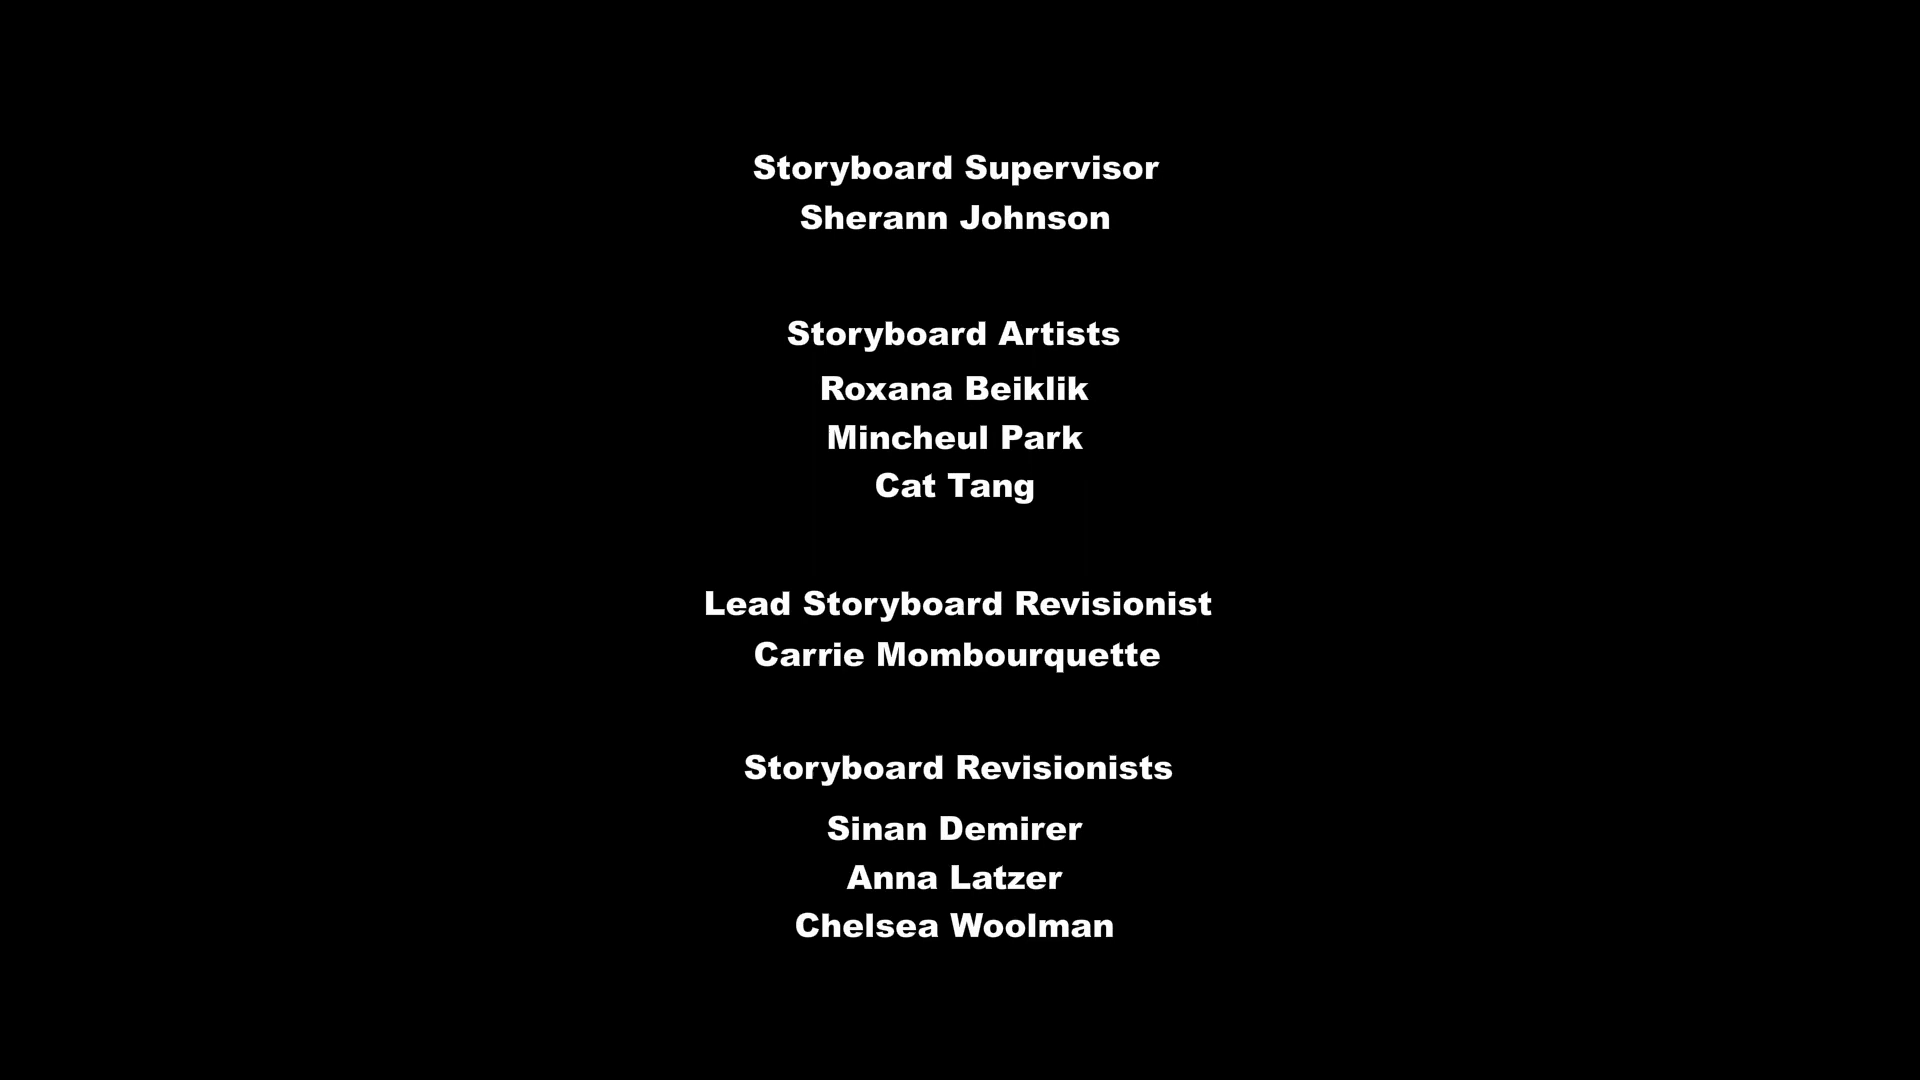 Storyboard Supervisor
Sherann Johnson
Storyboard Artists
Roxana Beiklik
Mincheul Park
Cat Tang
Lead Storyboard Revisionist
Carrie Mombourquette
Storyboard Revisionists
Sinan Demirer
Anna Latzer
Chelsea Woolman